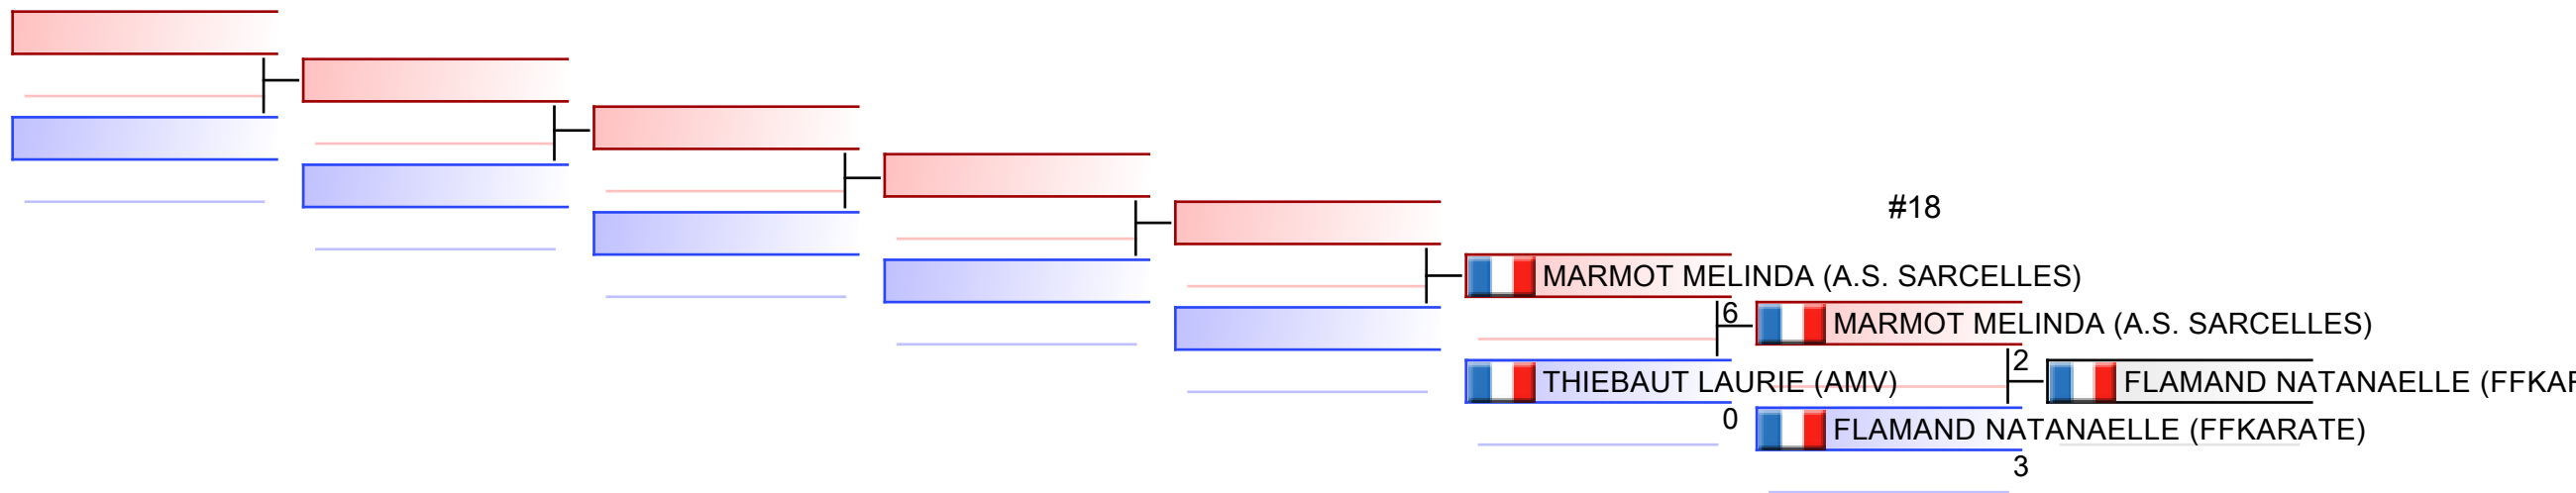 #18
MARMOT MELINDA (A.S. SARCELLES)
6
MARMOT MELINDA (A.S. SARCELLES)
2
THIEBAUT LAURIE (AMV)
FLAMAND NATANAELLE (FFKAR
0
FLAMAND NATANAELLE (FFKARATE)
3